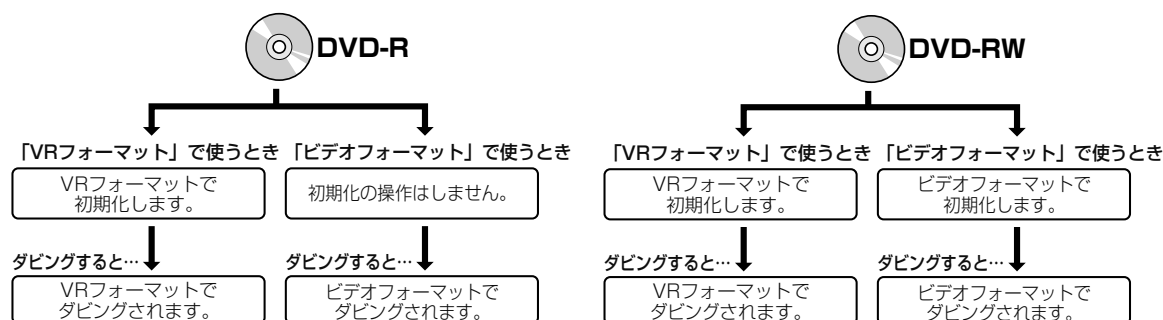 DVD-R
「VRフォーマット」で使うとき
VRフォーマットで
初期化します。
ダビングすると…
VRフォーマットで
ダビングされます。
「ビデオフォーマット」で使うとき
初期化の操作はしません。
ダビングすると…
ビデオフォーマットで
ダビングされます。
DVD-RW
「VRフォーマット」で使うとき
VRフォーマットで
初期化します。
ダビングすると…
VRフォーマットで
ダビングされます。
「ビデオフォーマット」で使うとき
ビデオフォーマットで
初期化します。
ダビングすると…
ビデオフォーマットで
ダビングされます。